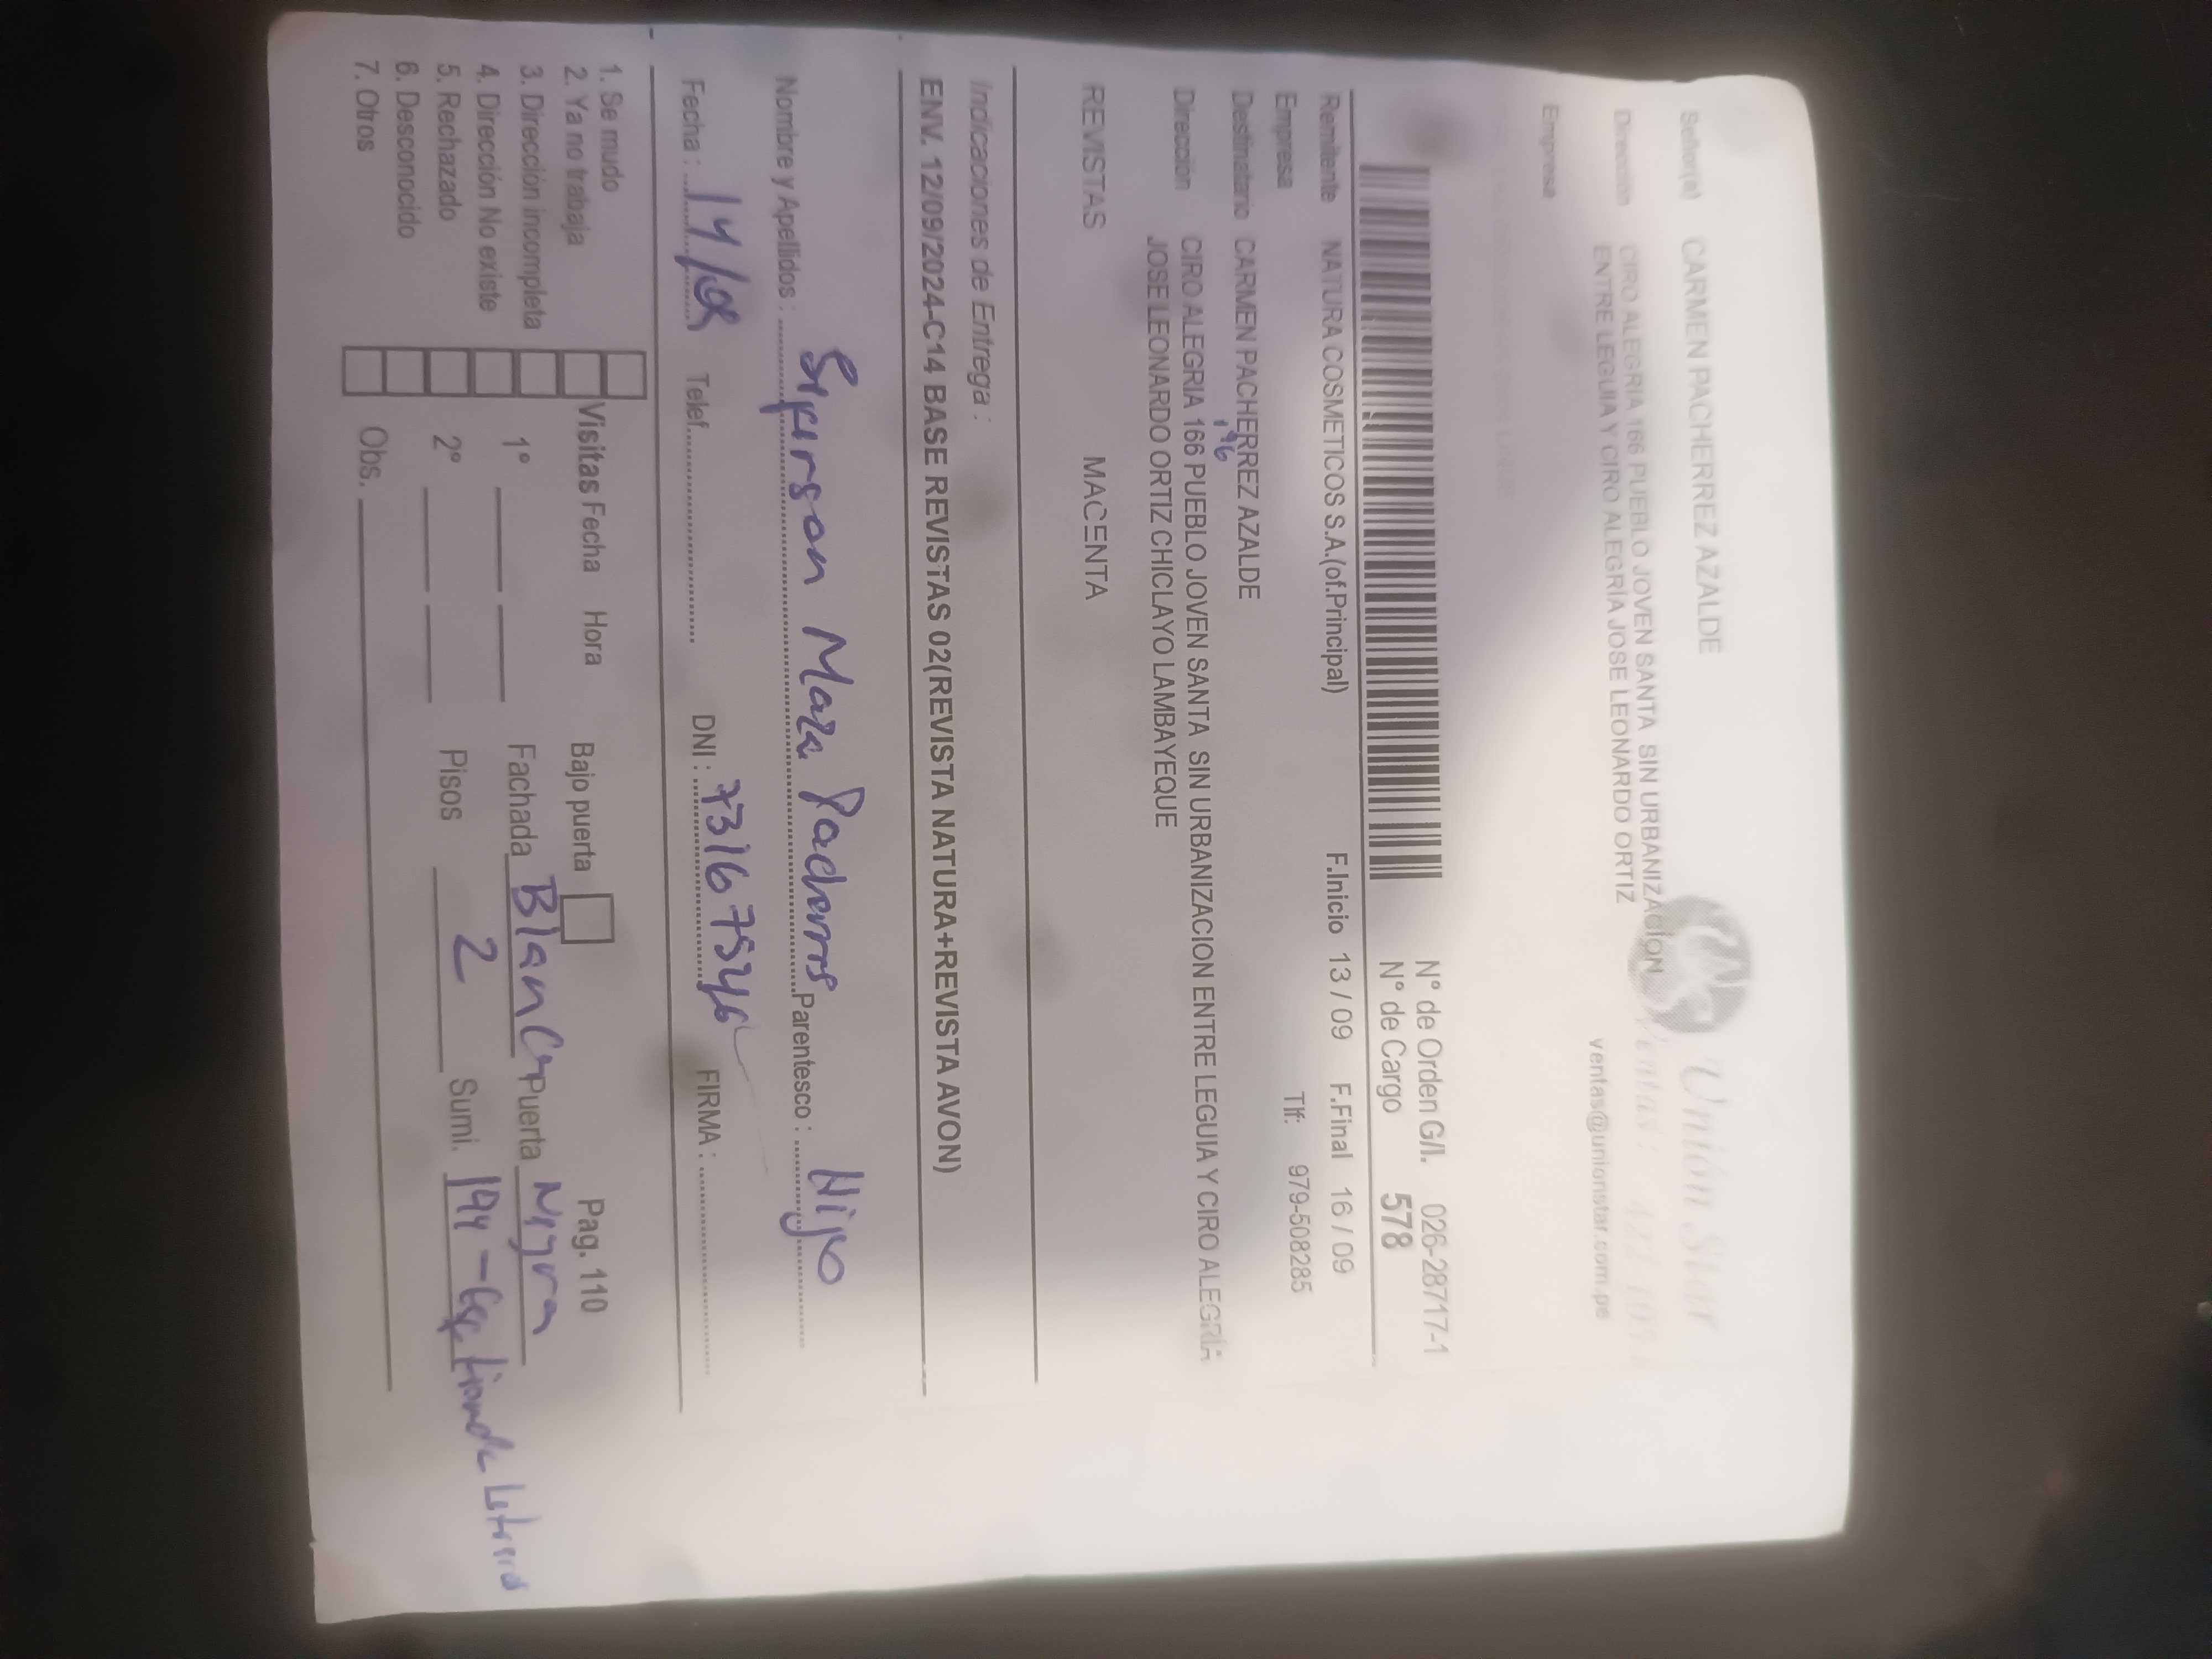 Unión Star
Señor(a) CARMEN PACHERREZ AZALDE
Dirección CIRO ALEGRIA 166 PUEBLO JOVEN SANTA SIN URBANIZACION
ENTRE LEGUIA Y CIRO ALEGRÍA JOSE LEONARDO ORTIZ
ventas@unionstar.com.pe
Empresa
N° de Orden G/I. 026-28717-1
N° de Cargo 578
Remitente NATURA COSMETICOS S.A.(of.Principal) F.Inicio 13 / 09 F.Final 16 / 09
Empresa Tlf: 979-508285
Destinatario CARMEN PACHERREZ AZALDE
196
Dirección CIRO ALEGRIA 166 PUEBLO JOVEN SANTA SIN URBANIZACION ENTRE LEGUIA Y CIRO ALEGRÍA
JOSE LEONARDO ORTIZ CHICLAYO LAMBAYEQUE
REVISTAS MACENTA
Indicaciones de Entrega :
ENV. 12/09/2024-C14 BASE REVISTAS 02(REVISTA NATURA+REVISTA AVON)
Nombre y Apellidos : Maza Parentesco : Hijo
Fecha : 14/ Telef. DNI : FIRMA :
1. Se mudo
2. Ya no trabaja
3. Dirección incompleta
4. Dirección No existe
5. Rechazado
6. Desconocido
7. Otros
Visitas Fecha Hora Bajo puerta Pag. 110
1° Fachada Blanca Puerta Negra
2° Pisos 2 Sumi.
Obs.